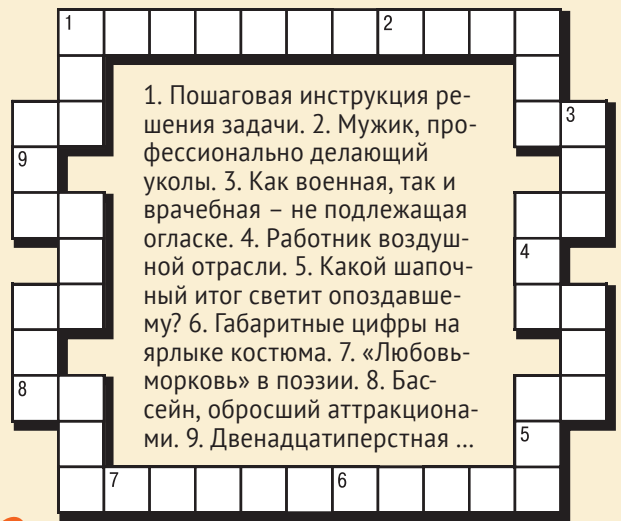 1 2
1. Пошаговая инструкция ре-
шения задачи. 2. Мужик, про-
3
фессионально делающий
9
уколы. 3. Как военная, так и
врачебная – не подлежащая
огласке. 4. Работник воздуш-
4
ной отрасли. 5. Какой шапоч-
ный итог светит опоздавше-
му? 6. Габаритные цифры на
ярлыке костюма. 7. «Любовь-
морковь» в поэзии. 8. Бас-
8
сейн, обросший аттракциона-
ми. 9. Двенадцатиперстная ...
5
7 6